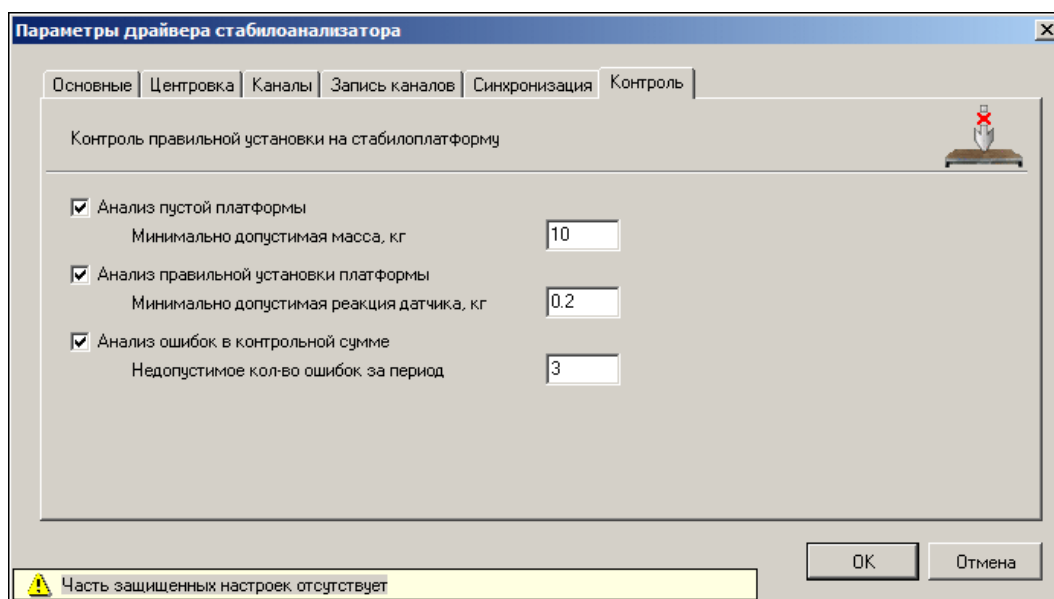 Параметры драйвера стабилоанализатора
Основные Центровка Каналы Запись каналов Синхронизация Контроль
Контроль правильной установки на стабилоплатформу
Анализ пустой платформы
Минимально допустимая масса, кг 10
Анализ правильной установки платформы
Минимально допустимая реакция датчика, кг 0.2
Анализ ошибок в контрольной сумме
Недопустимое кол-во ошибок за период 3
OK Отмена
Часть защищенных настроек отсутствует